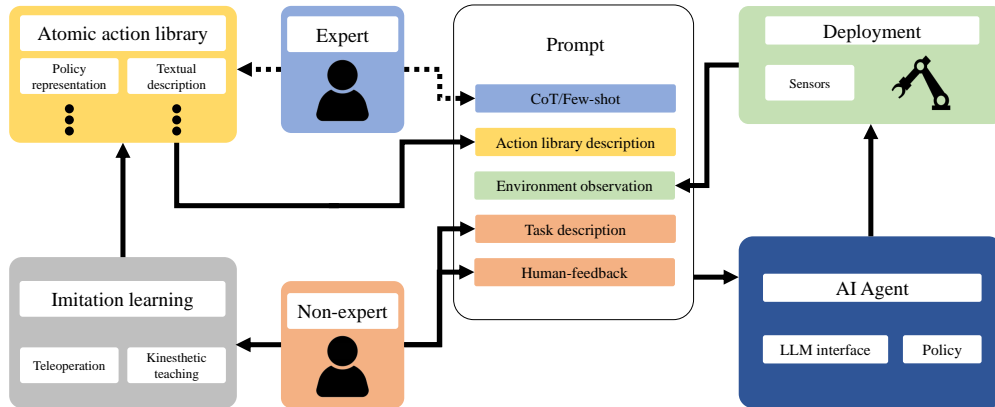 Atomic action library
Policy
representation
Textual
description
Expert
Prompt
CoT/Few-shot
Action library description
Environment observation
Task description
Human-feedback
Deployment
Sensors
Imitation learning
Teleoperation
Kinesthetic
teaching
Non-expert
AI Agent
LLM interface
Policy